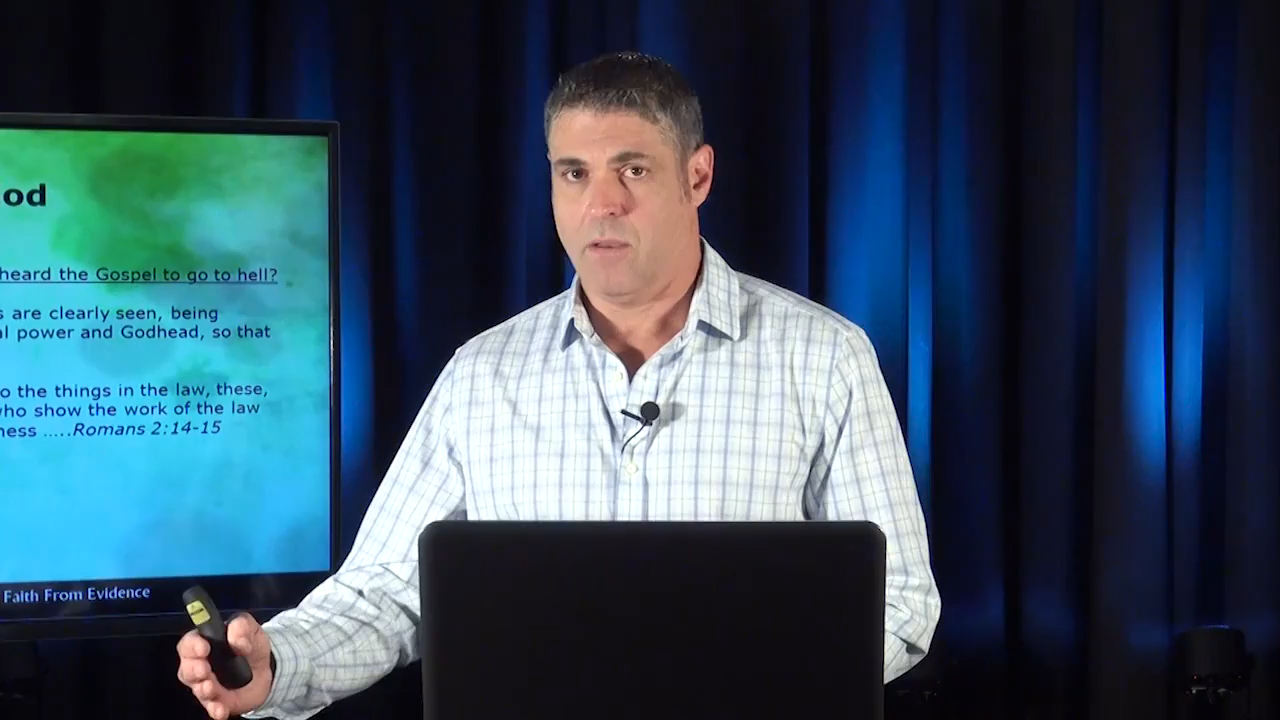 od
heard the Gospel to go to hell?
s are clearly seen, being
al power and Godhead, so that
o the things in the law, these,
who show the work of the law
ness .....Romans 2:14-15
Faith From Evidence